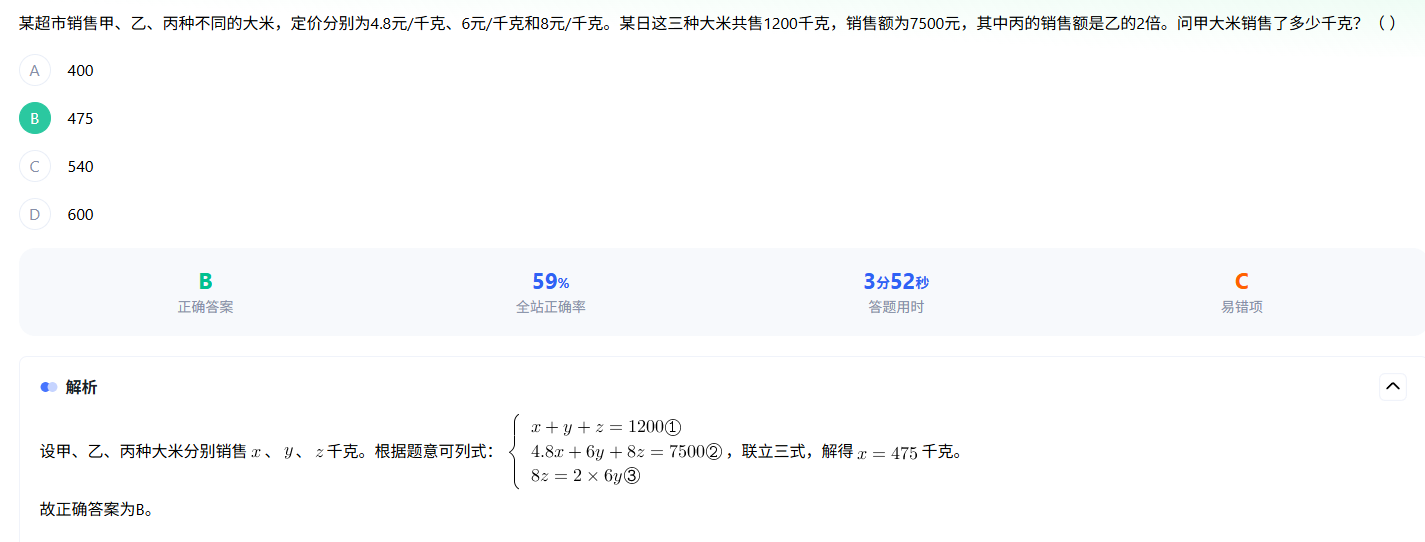 某超市销售甲、乙、丙种不同的大米，定价分别为4.8元/千克、6元/千克和8元/千克。某日这三种大米共售1200千克，销售额为7500元，其中丙的销售额是乙的2倍。问甲大米销售了多少千克？（ ）
A 400
B 475
C 540
D 600
B 59% 3分52秒 C
正确答案 全站正确率 答题用时 易错项
解析
x + y + z = 1200①
设甲、乙、丙种大米分别销售 x 、 y 、 z 千克。根据题意可列式： 4.8x + 6y + 8z = 7500② ，联立三式，解得 x = 475 千克。
8z = 2 × 6y③
故正确答案为B。